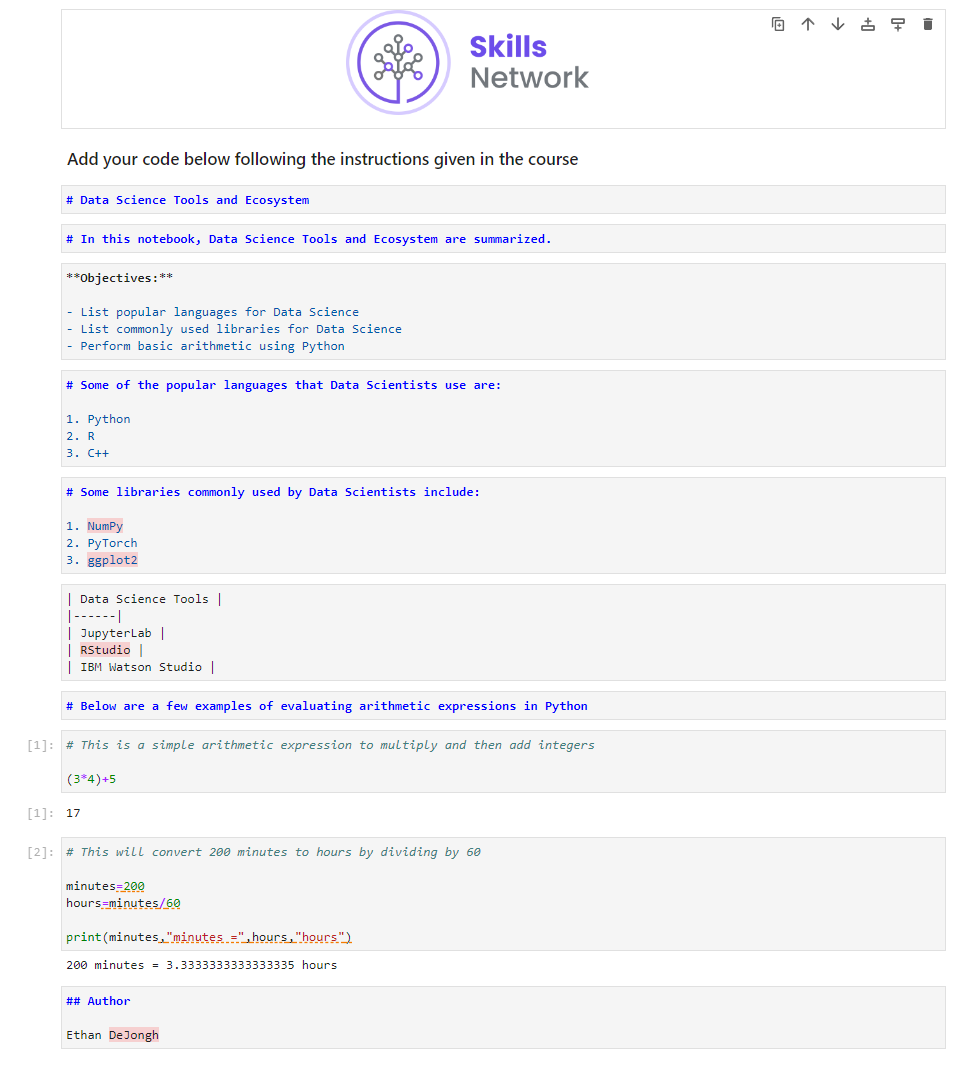 Skills
Network
Add your code below following the instructions given in the course
# Data Science Tools and Ecosystem
# In this notebook, Data Science Tools and Ecosystem are summarized.
**Objectives:**
- List popular languages for Data Science
- List commonly used libraries for Data Science
- Perform basic arithmetic using Python
# Some of the popular languages that Data Scientists use are:
1. Python
2. R
3. C++
# Some libraries commonly used by Data Scientists include:
1. NumPy
2. PyTorch
3. ggplot2
| Data Science Tools |
|------|
| JupyterLab |
| RStudio |
| IBM Watson Studio |
# Below are a few examples of evaluating arithmetic expressions in Python
[1]: # This is a simple arithmetic expression to multiply and then add integers
(3*4)+5
[1]: 17
[2]: # This will convert 200 minutes to hours by dividing by 60
minutes=200
hours=minutes/60
print(minutes,"minutes =",hours,"hours")
200 minutes = 3.3333333333333335 hours
## Author
Ethan DeJongh